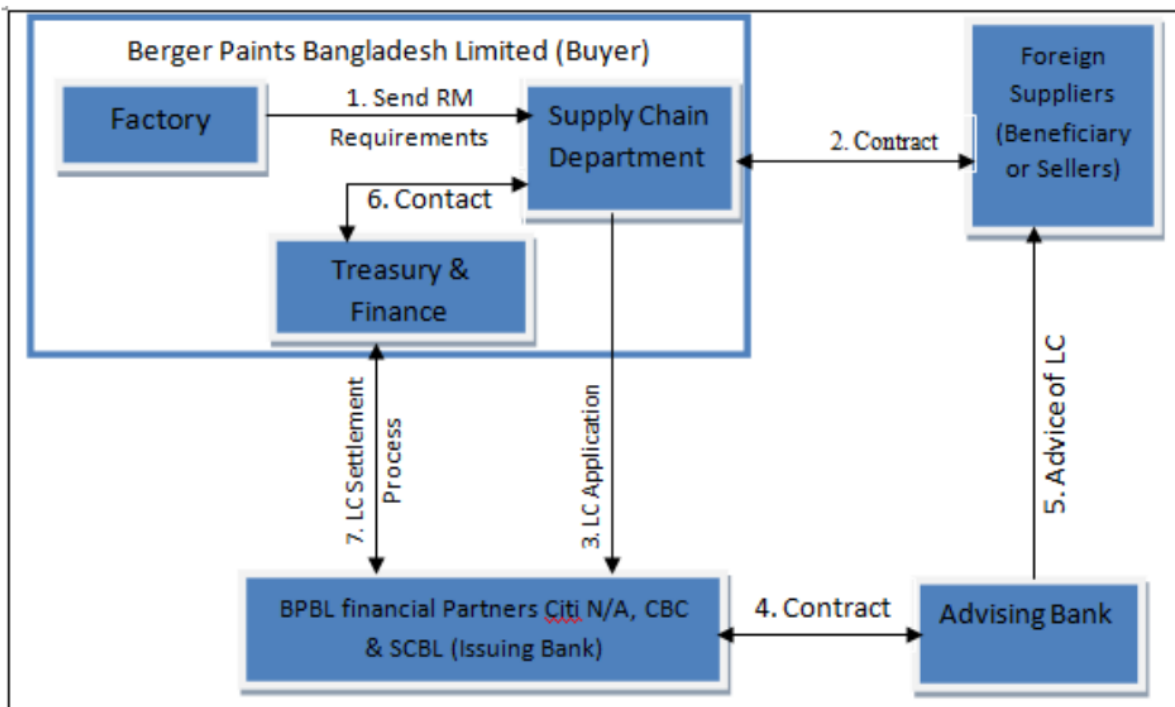 Berger Paints Bangladesh Limited (Buyer)
Factory
1. Send RM
Requirements
Supply Chain
Department
2. Contract
Foreign
Suppliers
(Beneficiary
or Sellers)
6. Contact
Treasury &
Finance
7. LC Settlement
Process
3. LC Application
5. Advice of LC
BPBL financial Partners Citi N/A, CBC
& SCBL (Issuing Bank)
4. Contract
Advising Bank